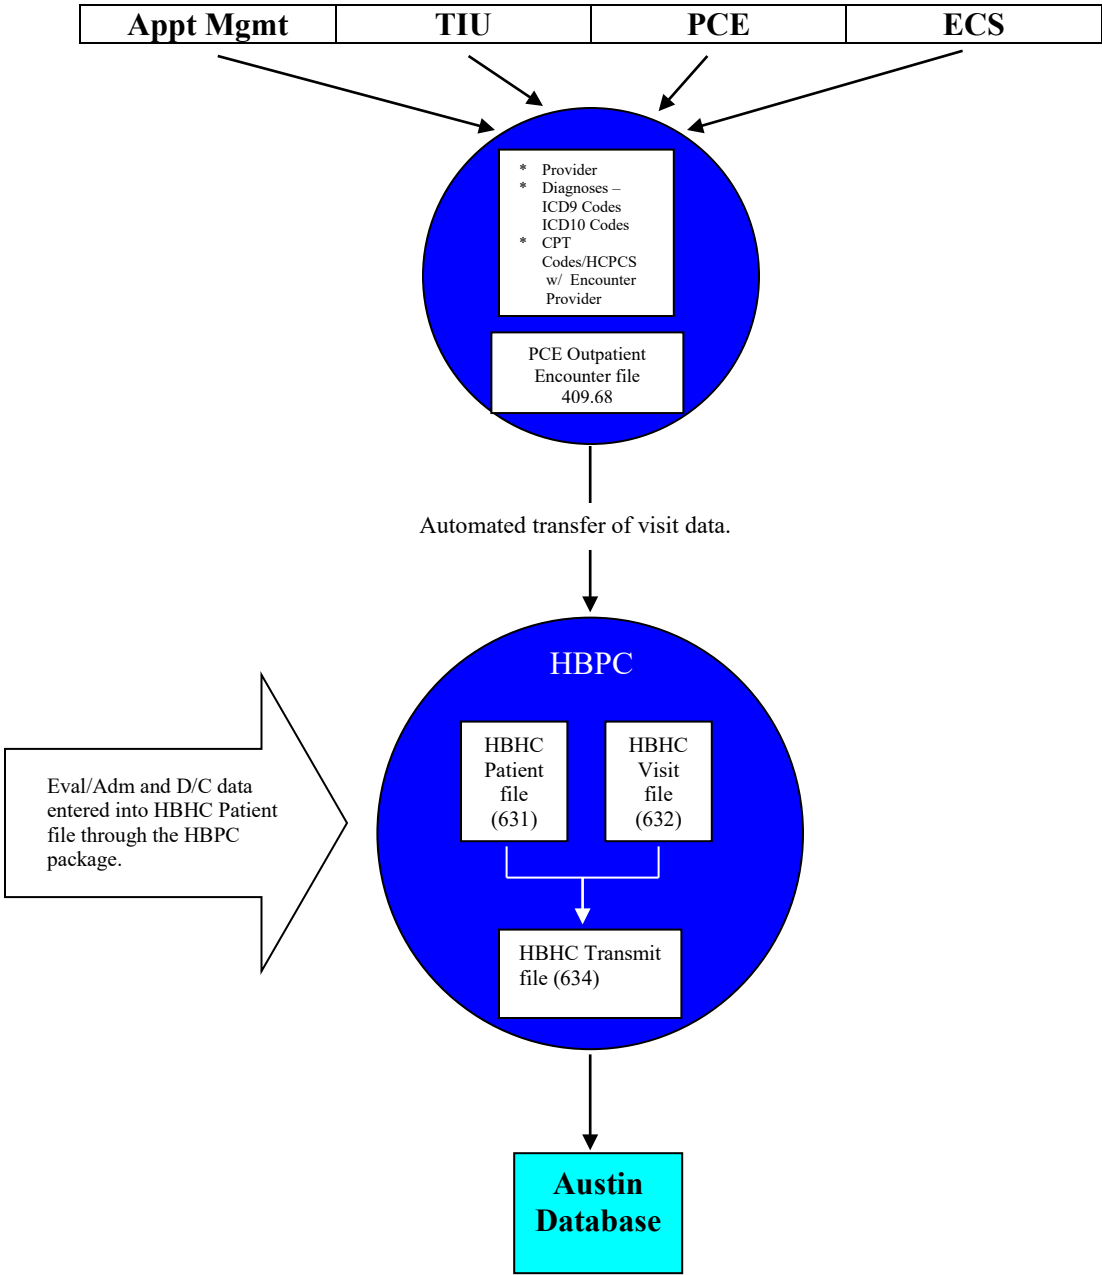 Appt Mgmt TIU PCE ECS
* Provider
* Diagnoses –
ICD9 Codes
ICD10 Codes
* CPT
Codes/HCPCS
w/ Encounter
Provider
PCE Outpatient
Encounter file
409.68
Automated transfer of visit data.
HBPC
HBHC
Patient
file
(631)
HBHC
Visit
file
(632)
Eval/Adm and D/C data
entered into HBHC Patient
file through the HBPC
package.
HBHC Transmit
file (634)
Austin
Database